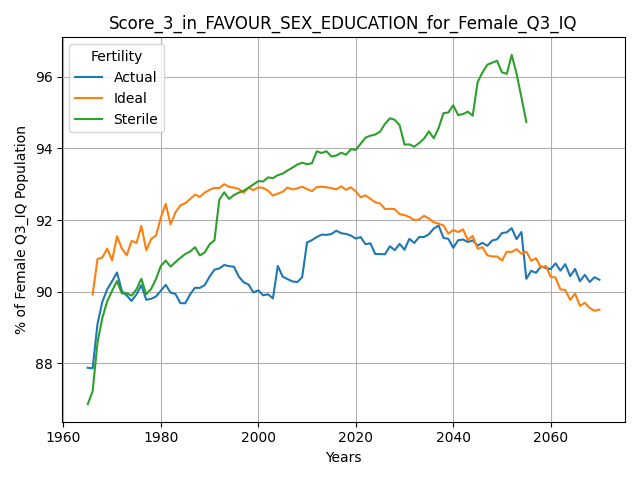 Score_3_in_FAVOUR_SEX_EDUCATION_for_Female_Q3_IQ
Fertility
Actual
Ideal
Sterile
% of Female Q3_IQ Population
96
94
92
90
88
1960 1980 2000 2020 2040 2060
Years